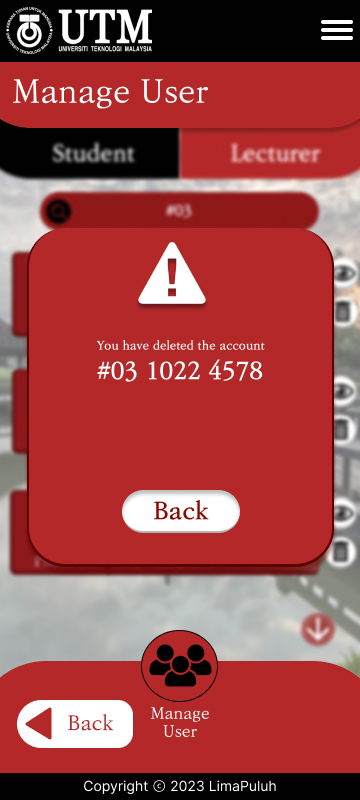 UTM
UNIVERSITI TEKNOLOGI MALAYSIA
Manage User
Student
Lecturer
#03
!
You have deleted the account
#03 1022 4578
Back
Back
Manage
User
Copyright © 2023 LimaPuluh